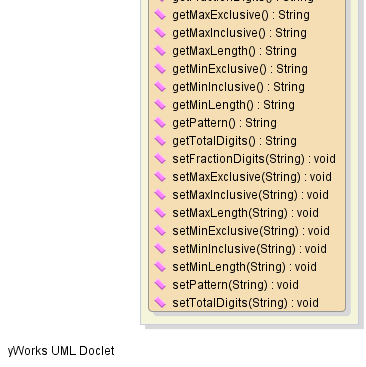 getFractionDigits() : String
getMaxExclusive() : String
getMaxInclusive() : String
getMaxLength() : String
getMinExclusive() : String
getMinInclusive() : String
getMinLength() : String
getPattern() : String
getTotalDigits() : String
setFractionDigits(String) : void
setMaxExclusive(String) : void
setMaxInclusive(String) : void
setMaxLength(String) : void
setMinExclusive(String) : void
setMinInclusive(String) : void
setMinLength(String) : void
setPattern(String) : void
setTotalDigits(String) : void
yWorks UML Doclet